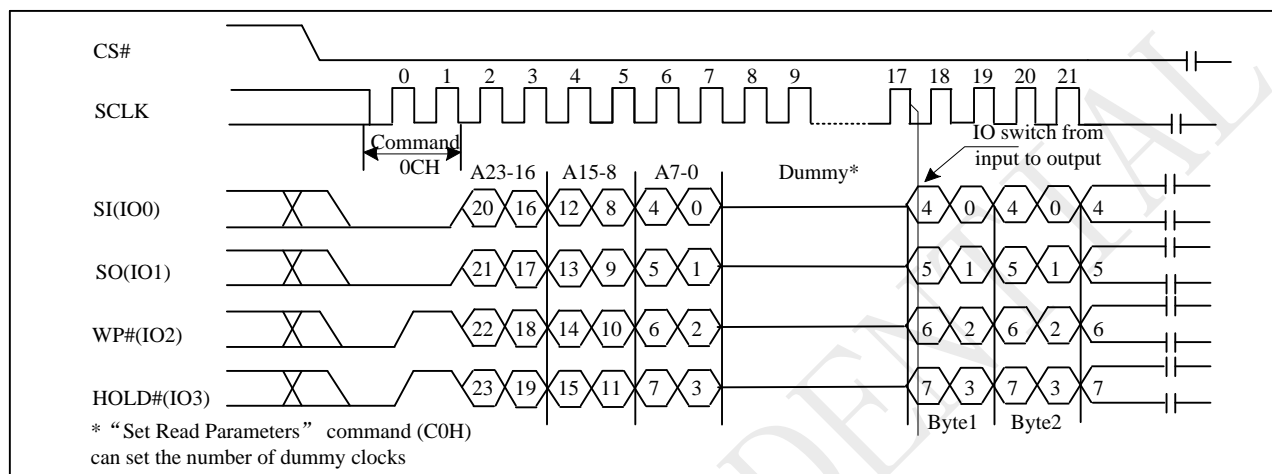 CS#
0 1 2 3 4 5 6 7 8 9 17 18 19 20 21
SCLK
Command
0CH
IO switch from
input to output
A23-16 A15-8 A7-0 Dummy*
SI(IO0) 20 16 12 8 4 0 4 0 4 0 4
SO(IO1) 21 17 13 9 5 1 5 1 5 1 5
WP#(IO2) 22 18 14 10 6 2 6 2 6 2 6
HOLD#(IO3) 23 19 15 11 7 3 7 3 7 3 7
Byte1 Byte2
* “Set Read Parameters” command (C0H)
can set the number of dummy clocks
DENTIAL